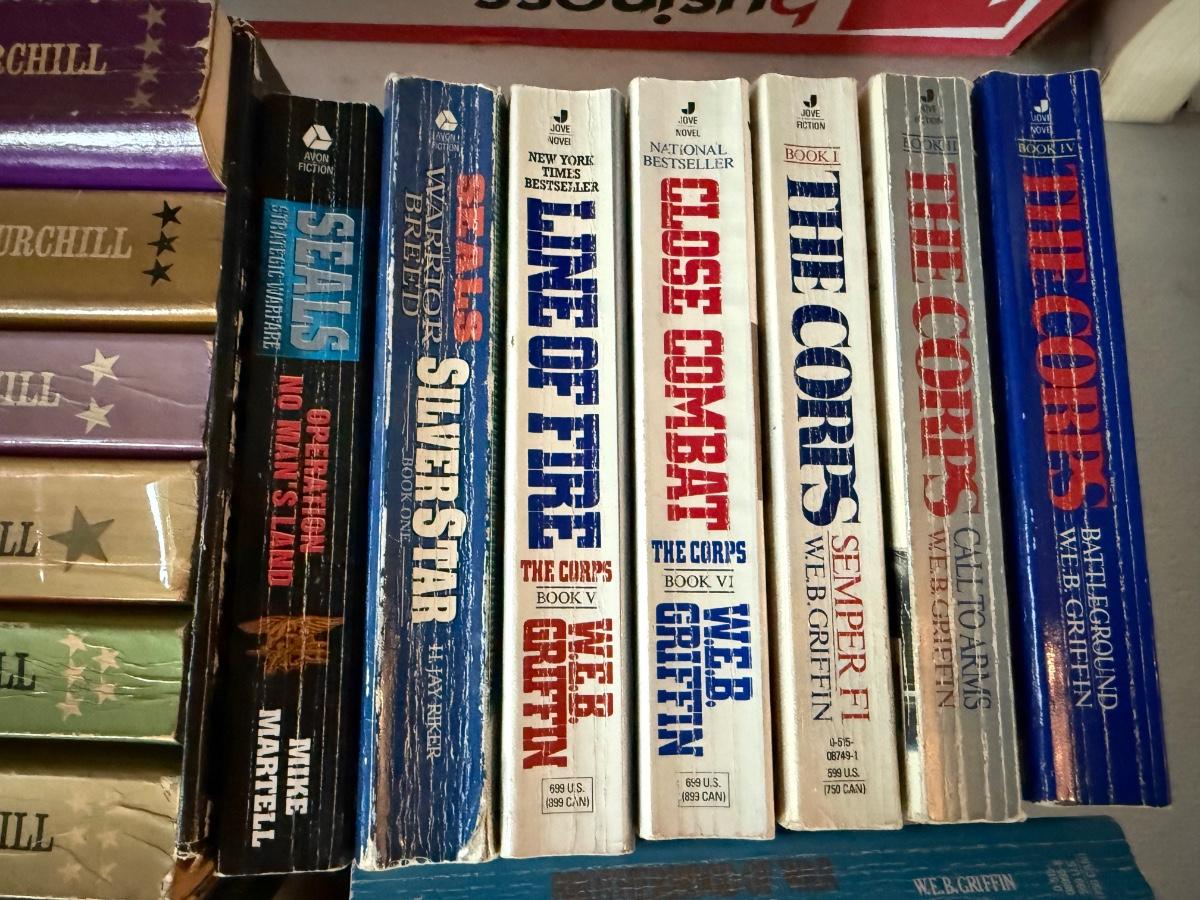 business
RCHILL
URCHILL
ILL
LL
LL
ILL
AVON
FICTION
SEALS
STRATEGIC WARFARE
OPERATION
NO MAN'S LAND
MIKE
MARTELL
AVON
FICTION
SEALS
WARRIOR
BREED
SILVER STAR
BOOK ONE
H. JAY RIKER
JOVE
NOVEL
NEW YORK
TIMES
BESTSELLER
LINE OF FIRE
THE CORPS
BOOK V
W.E.B.
GRIFFIN
699 U.S.
(899 CAN)
JOVE
NOVEL
NATIONAL
BESTSELLER
CLOSE COMBAT
THE CORPS
BOOK VI
W.E.B.
GRIFFIN
699 U.S.
(899 CAN)
JOVE
FICTION
BOOK I
THE CORPS
SEMPER FI
W.E.B. GRIFFIN
0-515-
08749-1
599 U.S.
(750 CAN)
JOVE
FICTION
BOOK II
THE CORPS
CALL TO ARMS
W.E.B. GRIFFIN
JOVE
NOVEL
BOOK IV
THE CORPS
BATTLEGROUND
W.E.B. GRIFFIN
W.E.B. GRIFFIN